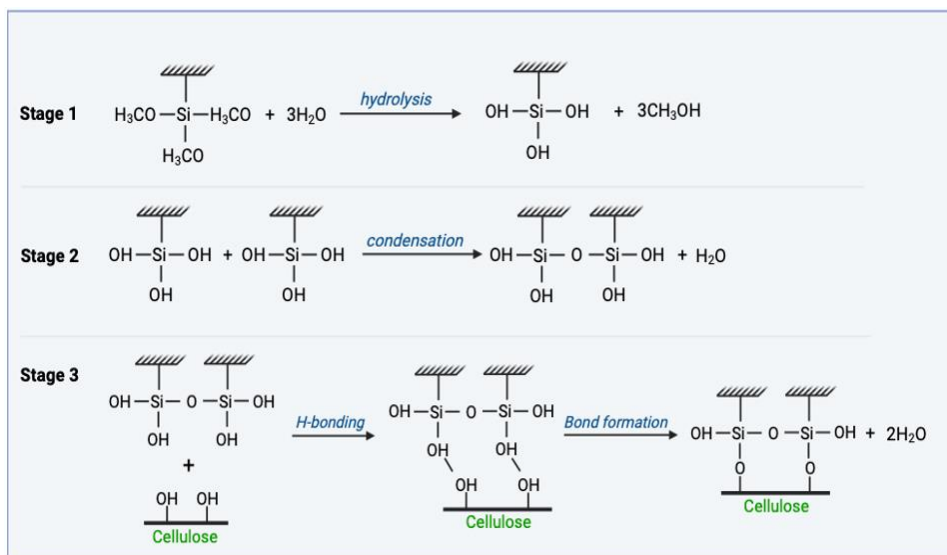 Stage 1
H₃CO—Si—H₃CO + 3H₂O hydrolysis OH—Si—OH + 3CH₃OH
H₃CO OH
Stage 2
OH—Si—OH + OH—Si—OH condensation OH—Si—O—Si—OH + H₂O
OH OH OH OH
Stage 3
OH—Si—O—Si—OH H-bonding OH—Si—O—Si—OH Bond formation OH—Si—O—Si—OH + 2H₂O
OH OH OH OH O O
+
OH OH OH OH
Cellulose Cellulose Cellulose